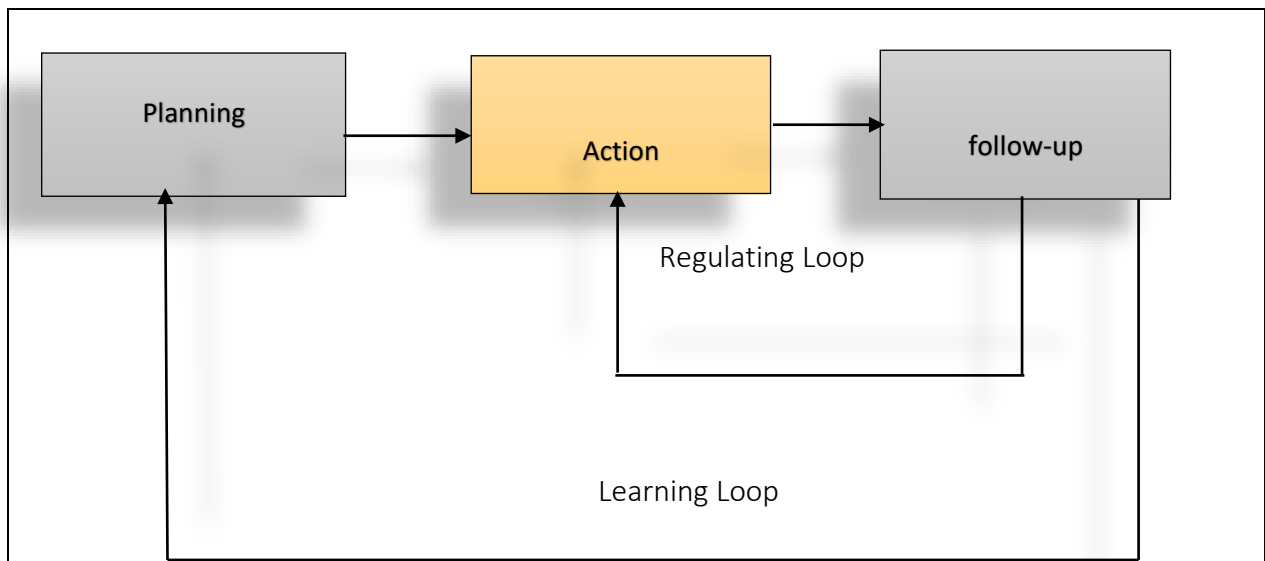 Planning
Action
follow-up
Regulating Loop
Learning Loop